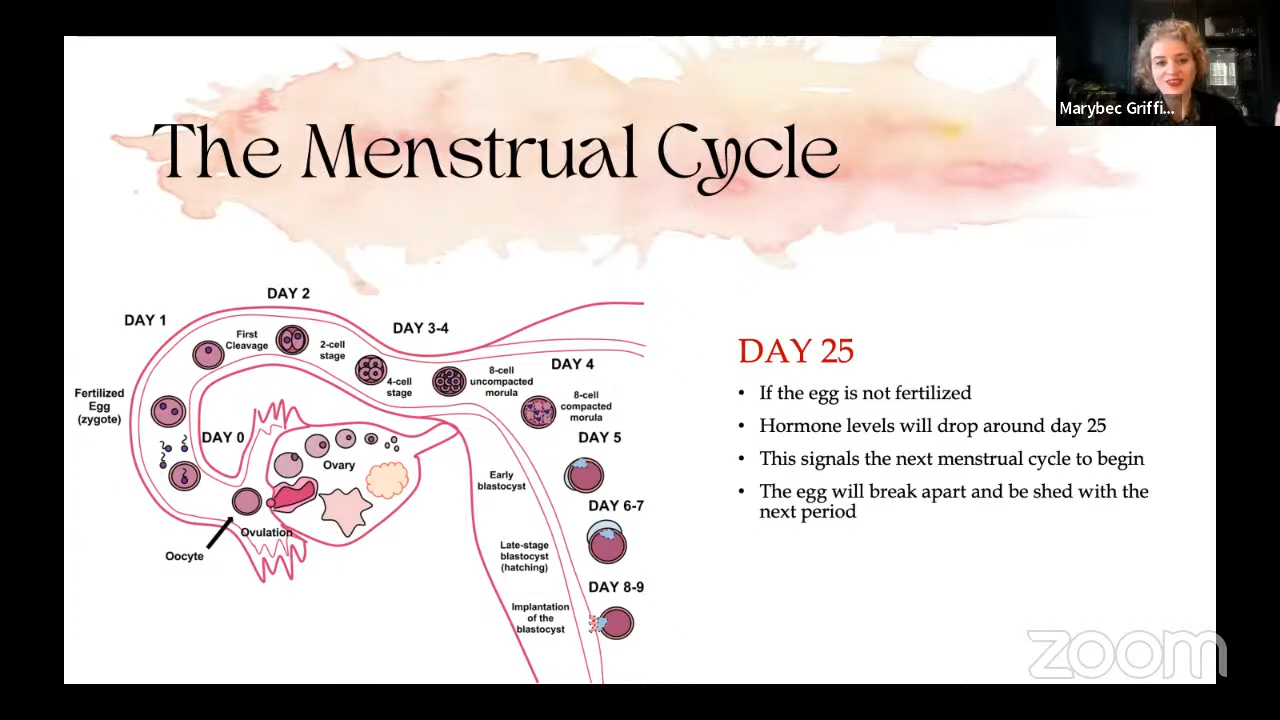 Marybec Griffi...
The Menstrual Cycle
DAY 2
DAY 1
DAY 3-4
First
Cleavage
2-cell
stage
DAY 4
8-cell
uncompacted
morula
4-cell
stage
Fertilized
Egg
(zygote)
8-cell
compacted
morula
DAY 0
DAY 5
Ovary
Early
blastocyst
DAY 6-7
Ovulation
Oocyte
Late-stage
blastocyst
(hatching)
DAY 8-9
Implantation
of the
blastocyst
DAY 25
• If the egg is not fertilized
• Hormone levels will drop around day 25
• This signals the next menstrual cycle to begin
• The egg will break apart and be shed with the
next period
zoom